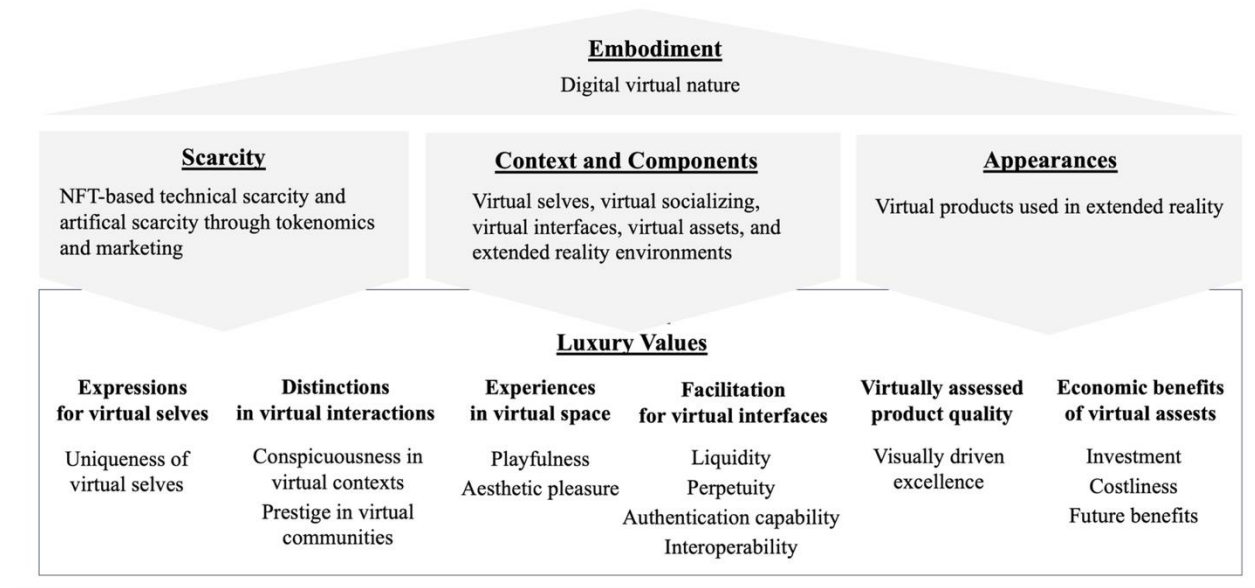 Embodiment
Digital virtual nature
Scarcity
NFT-based technical scarcity and
artifical scarcity through tokenomics
and marketing
Context and Components
Virtual selves, virtual socializing,
virtual interfaces, virtual assets, and
extended reality environments
Appearances
Virtual products used in extended reality
Luxury Values
Expressions
for virtual selves
Uniqueness of
virtual selves
Distinctions
in virtual interactions
Conspicuousness in
virtual contexts
Prestige in virtual
communities
Experiences
in virtual space
Playfulness
Aesthetic pleasure
Facilitation
for virtual interfaces
Liquidity
Perpetuity
Authentication capability
Interoperability
Virtually assessed
product quality
Visually driven
excellence
Economic benefits
of virtual assests
Investment
Costliness
Future benefits